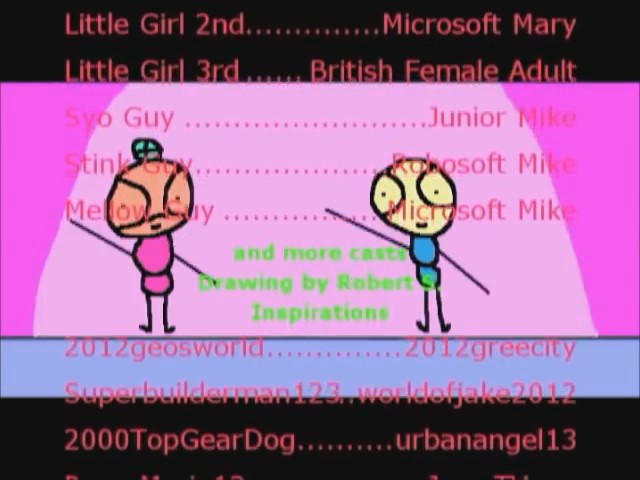 Little Girl 2nd..............Microsoft Mary
Little Girl 3rd ...... British Female Adult
Syo Guy .........................Junior Mike
Stink Guy....................Robosoft Mike
Mellow Guy ................Microsoft Mike
and more casts
Drawing by Robert S.
Inspirations
2012geosworld..............2012greecity
Superbuilderman123..worldofjake2012
2000TopGearDog..........urbanangel13